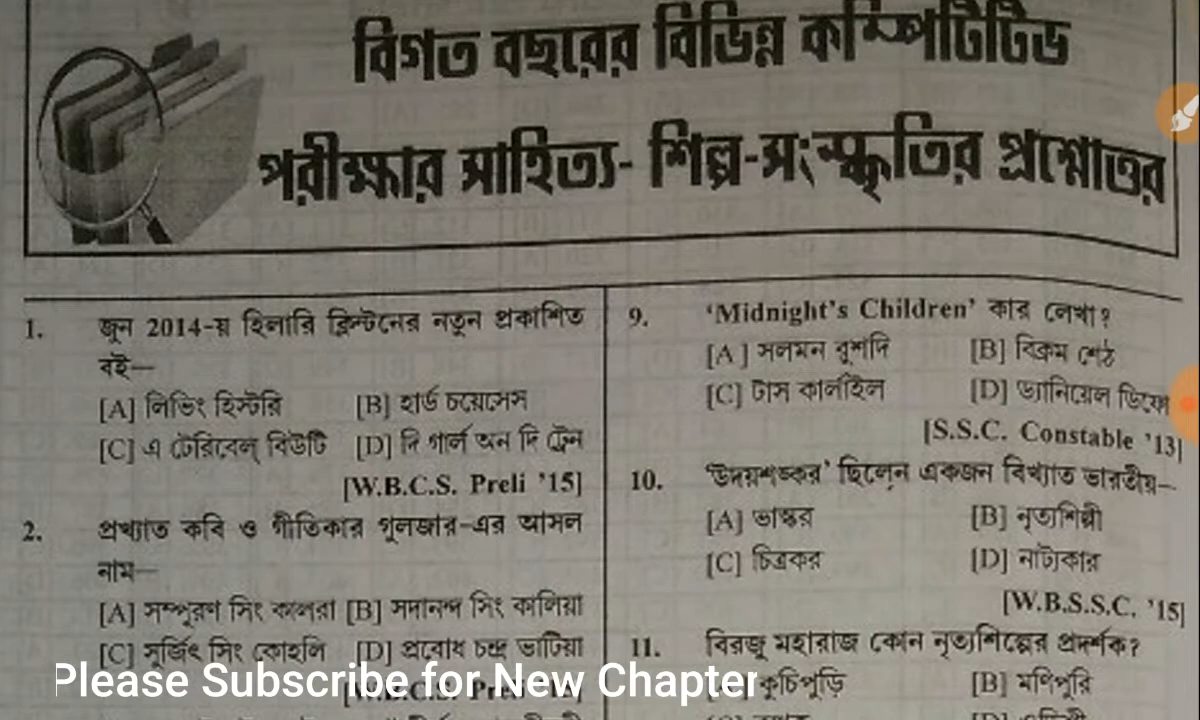 বিগত বছরের বিভিন্ন কম্পিটিটিভ
পরীক্ষার সাহিত্য- শিল্প-সংস্কৃতির প্রশ্নোত্তর
1. জুন 2014-য় হিলারি ক্লিন্টনের নতুন প্রকাশিত
বই—
[A] লিভিং হিস্টরি [B] হার্ড চয়েসেস
[C] এ টেরিবেল্ বিউটি [D] দি গার্ল অন দি ট্রেন
[W.B.C.S. Preli ’15]
2. প্রখ্যাত কবি ও গীতিকার গুলজার-এর আসল
নাম—
[A] সম্পূরণ সিং কালরা [B] সদানন্দ সিং কালিয়া
[C] সুর্জিৎ সিং কোহলি [D] প্রবোধ চন্দ্র ভাটিয়া
9. ‘Midnight’s Children’ কার লেখা?
[A] সলমন রুশদি [B] বিক্রম শেঠ
[C] টাস কার্লাইল [D] ড্যানিয়েল ডিফো
[S.S.C. Constable ’13]
10. ‘উদয়শঙ্কর’ ছিলেন একজন বিখ্যাত ভারতীয়—
[A] ভাস্কর [B] নৃত্যশিল্পী
[C] চিত্রকর [D] নাট্যকার
[W.B.S.S.C. ’15]
11. বিরজু মহারাজ কোন নৃত্যশিল্পের প্রদর্শক?
কুচিপুড়ি [B] মণিপুরি
Please Subscribe for New Chapter